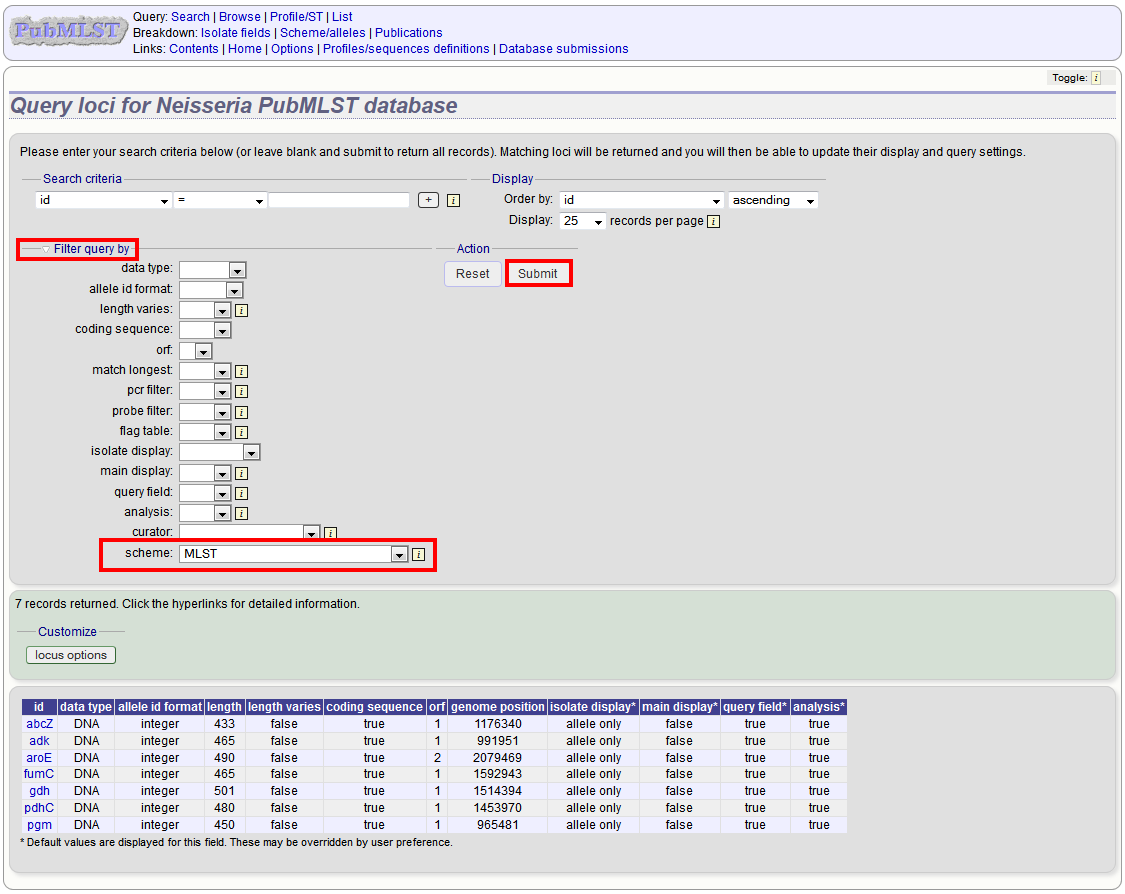 PubMLST
Query: Search | Browse | Profile/ST | List
Breakdown: Isolate fields | Scheme/alleles | Publications
Links: Contents | Home | Options | Profiles/sequences definitions | Database submissions
Toggle: i
Query loci for Neisseria PubMLST database
Please enter your search criteria below (or leave blank and submit to return all records). Matching loci will be returned and you will then be able to update their display and query settings.
Search criteria Display
id = + i Order by: id ascending
Display: 25 records per page i
Filter query by Action
data type: Reset Submit
allele id format:
length varies: i
coding sequence:
orf:
match longest: i
pcr filter: i
probe filter: i
flag table: i
isolate display:
main display: i
query field: i
analysis: i
curator: i
scheme: MLST i
7 records returned. Click the hyperlinks for detailed information.
Customize
locus options
id data type allele id format length length varies coding sequence orf genome position isolate display* main display* query field* analysis*
abcZ DNA integer 433 false true 1 1176340 allele only false true true
adk DNA integer 465 false true 1 991951 allele only false true true
aroE DNA integer 490 false true 2 2079469 allele only false true true
fumC DNA integer 465 false true 1 1592943 allele only false true true
gdh DNA integer 501 false true 1 1514394 allele only false true true
pdhC DNA integer 480 false true 1 1453970 allele only false true true
pgm DNA integer 450 false true 1 965481 allele only false true true
* Default values are displayed for this field. These may be overridden by user preference.